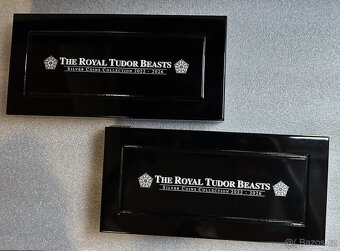 THE ROYAL TUDOR BEASTS
SILVER COINS COLLECTION 2022 - 2026
THE ROYAL TUDOR BEASTS
SILVER COINS COLLECTION 2022 - 2026